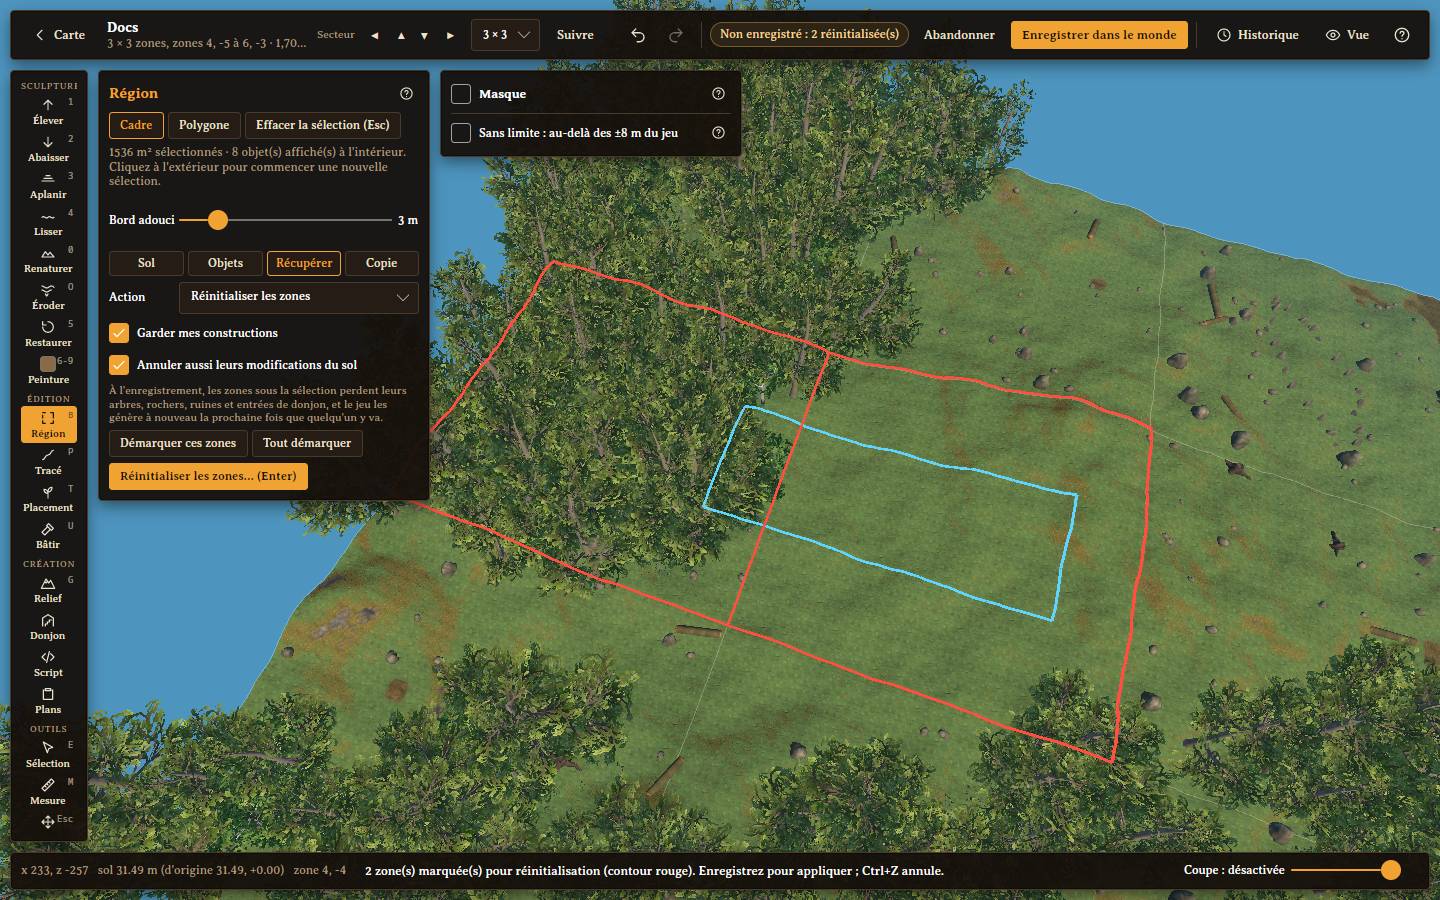 Carte
Docs
3 × 3 zones, zones 4, -5 à 6, -3 · 1,70...
Secteur
3 × 3
Suivre
Non enregistré : 2 réinitialisée(s)
Abandonner
Enregistrer dans le monde
Historique
Vue
SCULPTURE
1
Élever
2
Abaisser
3
Aplanir
4
Lisser
0
Renaturer
O
Éroder
5
Restaurer
6-9
Peinture
ÉDITION
B
Région
P
Tracé
T
Placement
U
Bâtir
CRÉATION
G
Relief
Donjon
Script
Plans
OUTILS
E
Sélection
M
Mesure
Esc
Région
Cadre
Polygone
Effacer la sélection (Esc)
1536 m² sélectionnés · 8 objet(s) affiché(s) à l'intérieur.
Cliquez à l'extérieur pour commencer une nouvelle
sélection.
Bord adouci
3 m
Sol
Objets
Récupérer
Copie
Action
Réinitialiser les zones
Garder mes constructions
Annuler aussi leurs modifications du sol
À l'enregistrement, les zones sous la sélection perdent leurs
arbres, rochers, ruines et entrées de donjon, et le jeu les
génère à nouveau la prochaine fois que quelqu'un y va.
Démarquer ces zones
Tout démarquer
Réinitialiser les zones... (Enter)
Masque
Sans limite : au-delà des ±8 m du jeu
x 233, z -257
sol 31.49 m (d'origine 31.49, +0.00)
zone 4, -4
2 zone(s) marquée(s) pour réinitialisation (contour rouge). Enregistrez pour appliquer ; Ctrl+Z annule.
Coupe : désactivée